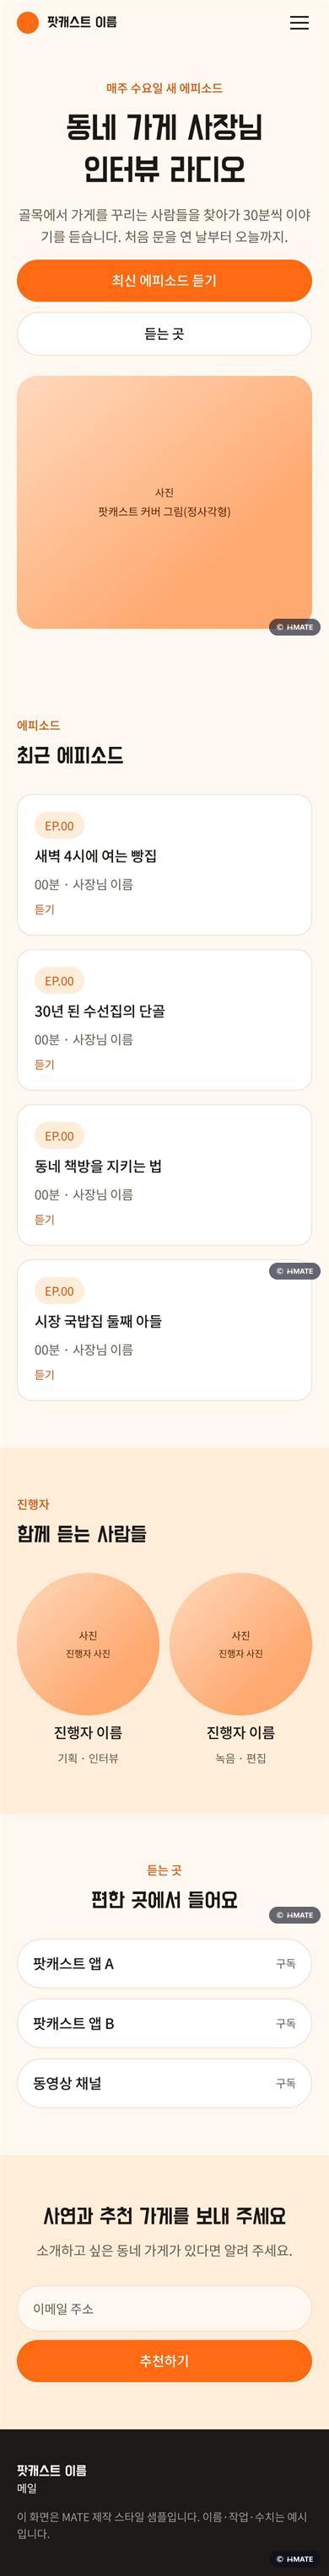 팟캐스트 이름
매주 수요일 새 에피소드
동네 가게 사장님
인터뷰 라디오
골목에서 가게를 꾸리는 사람들을 찾아가 30분씩 이야
기를 듣습니다. 처음 문을 연 날부터 오늘까지.
최신 에피소드 듣기
듣는 곳
사진
팟캐스트 커버 그림(정사각형)
© MATE
에피소드
최근 에피소드
EP.00
새벽 4시에 여는 빵집
00분 · 사장님 이름
듣기
EP.00
30년 된 수선집의 단골
00분 · 사장님 이름
듣기
EP.00
동네 책방을 지키는 법
00분 · 사장님 이름
듣기
© MATE
EP.00
시장 국밥집 둘째 아들
00분 · 사장님 이름
듣기
진행자
함께 듣는 사람들
사진
진행자 사진
사진
진행자 사진
진행자 이름
진행자 이름
기획 · 인터뷰
녹음 · 편집
듣는 곳
편한 곳에서 들어요
© MATE
팟캐스트 앱 A 구독
팟캐스트 앱 B 구독
동영상 채널 구독
사연과 추천 가게를 보내 주세요
소개하고 싶은 동네 가게가 있다면 알려 주세요.
이메일 주소
추천하기
팟캐스트 이름
메일
이 화면은 MATE 제작 스타일 샘플입니다. 이름·작업·수치는 예시
입니다.
© MATE